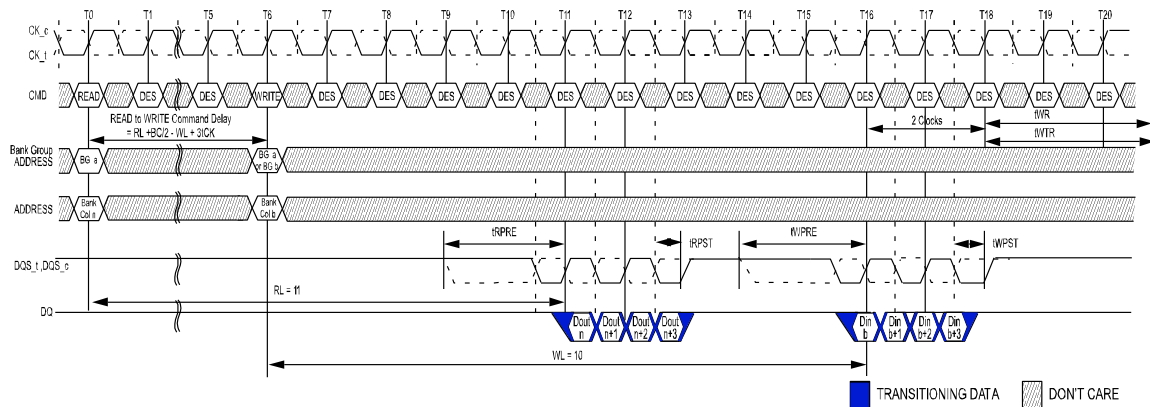 T0 T1 T5 T6 T7 T8 T9 T10 T11 T12 T13 T14 T15 T16 T17 T18 T19 T20
CK_c
CK_t
CMD READ DES DES WRITE DES DES DES DES DES DES DES DES DES DES DES DES DES DES
READ to WRITE Command Delay
= RL +BC/2 - WL + 3tCK
2 Clocks
tWR
tWTR
Bank Group
ADDRESS
BG a
BG a
or BG b
ADDRESS
Bank
Col n
Bank
Col b
tRPRE
tRPST
tWPRE
tWPST
DQS_t ,DQS_c
RL = 11
DQ
Dout
n
Dout
n+1
Dout
n+2
Dout
n+3
Din
b
Din
b+1
Din
b+2
Din
b+3
WL = 10
TRANSITIONING DATA
DON'T CARE